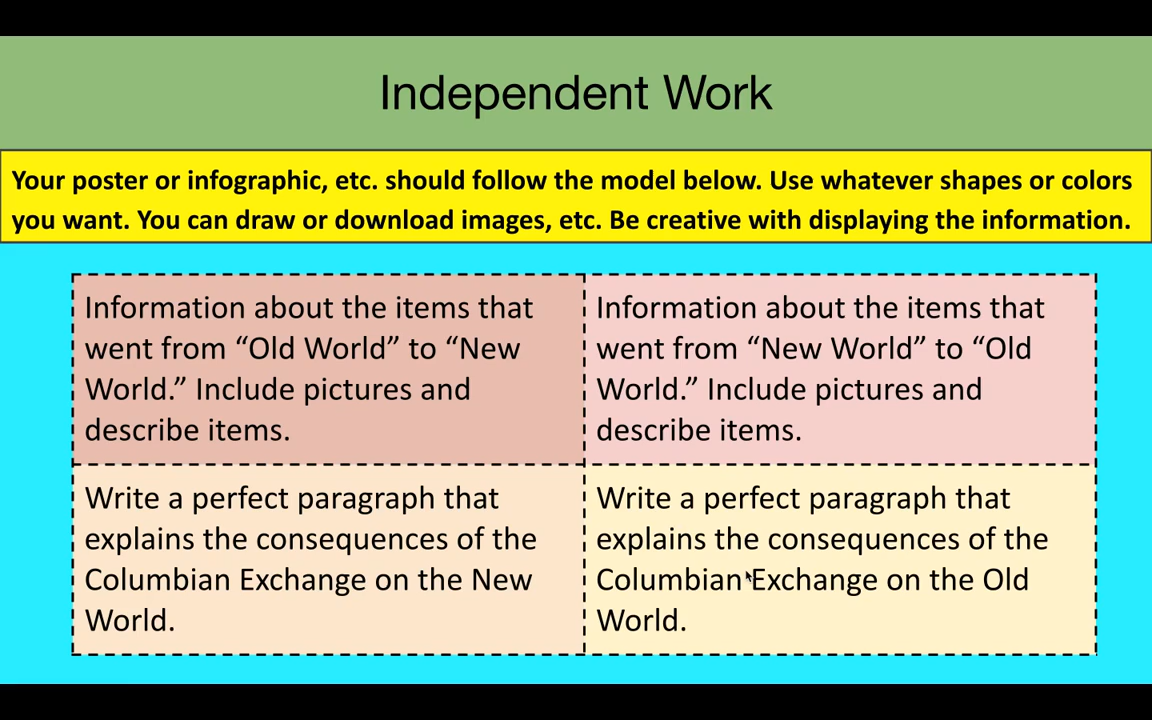 Independent Work
Your poster or infographic, etc. should follow the model below. Use whatever shapes or colors
you want. You can draw or download images, etc. Be creative with displaying the information.
Information about the items that
went from “Old World” to “New
World.” Include pictures and
describe items.
Information about the items that
went from “New World” to “Old
World.” Include pictures and
describe items.
Write a perfect paragraph that
explains the consequences of the
Columbian Exchange on the New
World.
Write a perfect paragraph that
explains the consequences of the
Columbian Exchange on the Old
World.